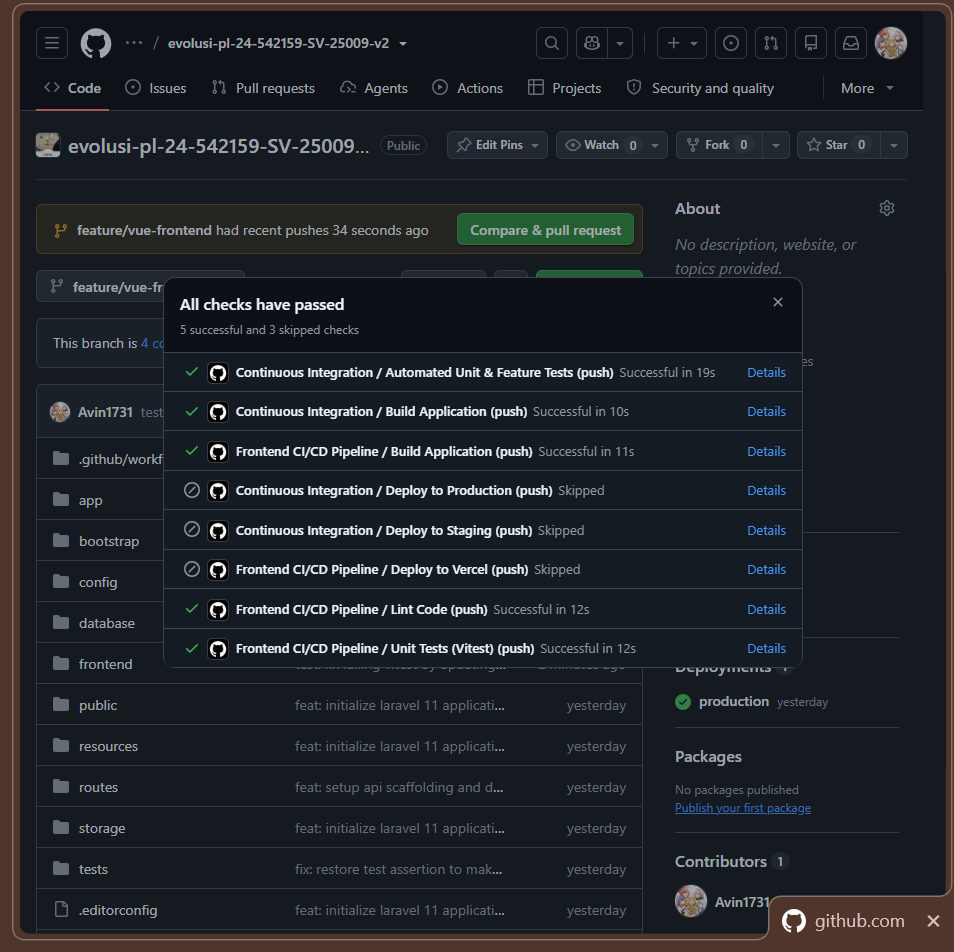 ... / evolusi-pl-24-542159-SV-25009-v2
Code Issues Pull requests Agents Actions Projects Security and quality More
evolusi-pl-24-542159-SV-25009... Public Edit Pins Watch 0 Fork 0 Star 0
feature/vue-frontend had recent pushes 34 seconds ago Compare & pull request
About
No description, website, or
topics provided.
feature/vue-fr
All checks have passed
5 successful and 3 skipped checks
This branch is 4 co
es
Continuous Integration / Automated Unit & Feature Tests (push) Successful in 19s Details
Continuous Integration / Build Application (push) Successful in 10s Details
Frontend CI/CD Pipeline / Build Application (push) Successful in 11s Details
Continuous Integration / Deploy to Production (push) Skipped Details
Continuous Integration / Deploy to Staging (push) Skipped Details
Frontend CI/CD Pipeline / Deploy to Vercel (push) Skipped Details
Frontend CI/CD Pipeline / Lint Code (push) Successful in 12s Details
Frontend CI/CD Pipeline / Unit Tests (Vitest) (push) Successful in 12s Details
Avin1731 test
.github/workf
app
bootstrap
config
database
frontend
public feat: initialize laravel 11 applicati... yesterday
resources feat: initialize laravel 11 applicati... yesterday
routes feat: setup api scaffolding and d... yesterday
storage feat: initialize laravel 11 applicati... yesterday
tests fix: restore test assertion to mak... yesterday
.editorconfig feat: initialize laravel 11 applicati... yesterday
Deployments 1
production yesterday
Packages
No packages published
Publish your first package
Contributors 1
Avin1731
github.com